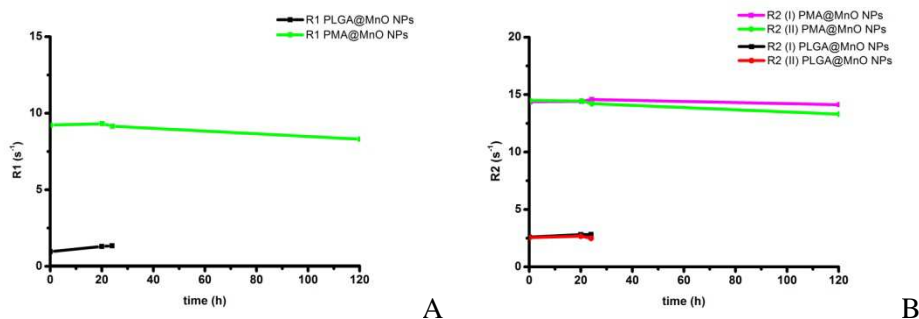 R1 PLGA@MnO NPs
R1 PMA@MnO NPs
15
10
5
0
R1 (s⁻¹)
0 20 40 60 80 100 120
time (h)
A
R2 (I) PMA@MnO NPs
R2 (II) PMA@MnO NPs
R2 (I) PLGA@MnO NPs
R2 (II) PLGA@MnO NPs
20
15
10
5
0
R2 (s⁻¹)
0 20 40 60 80 100 120
time (h)
B